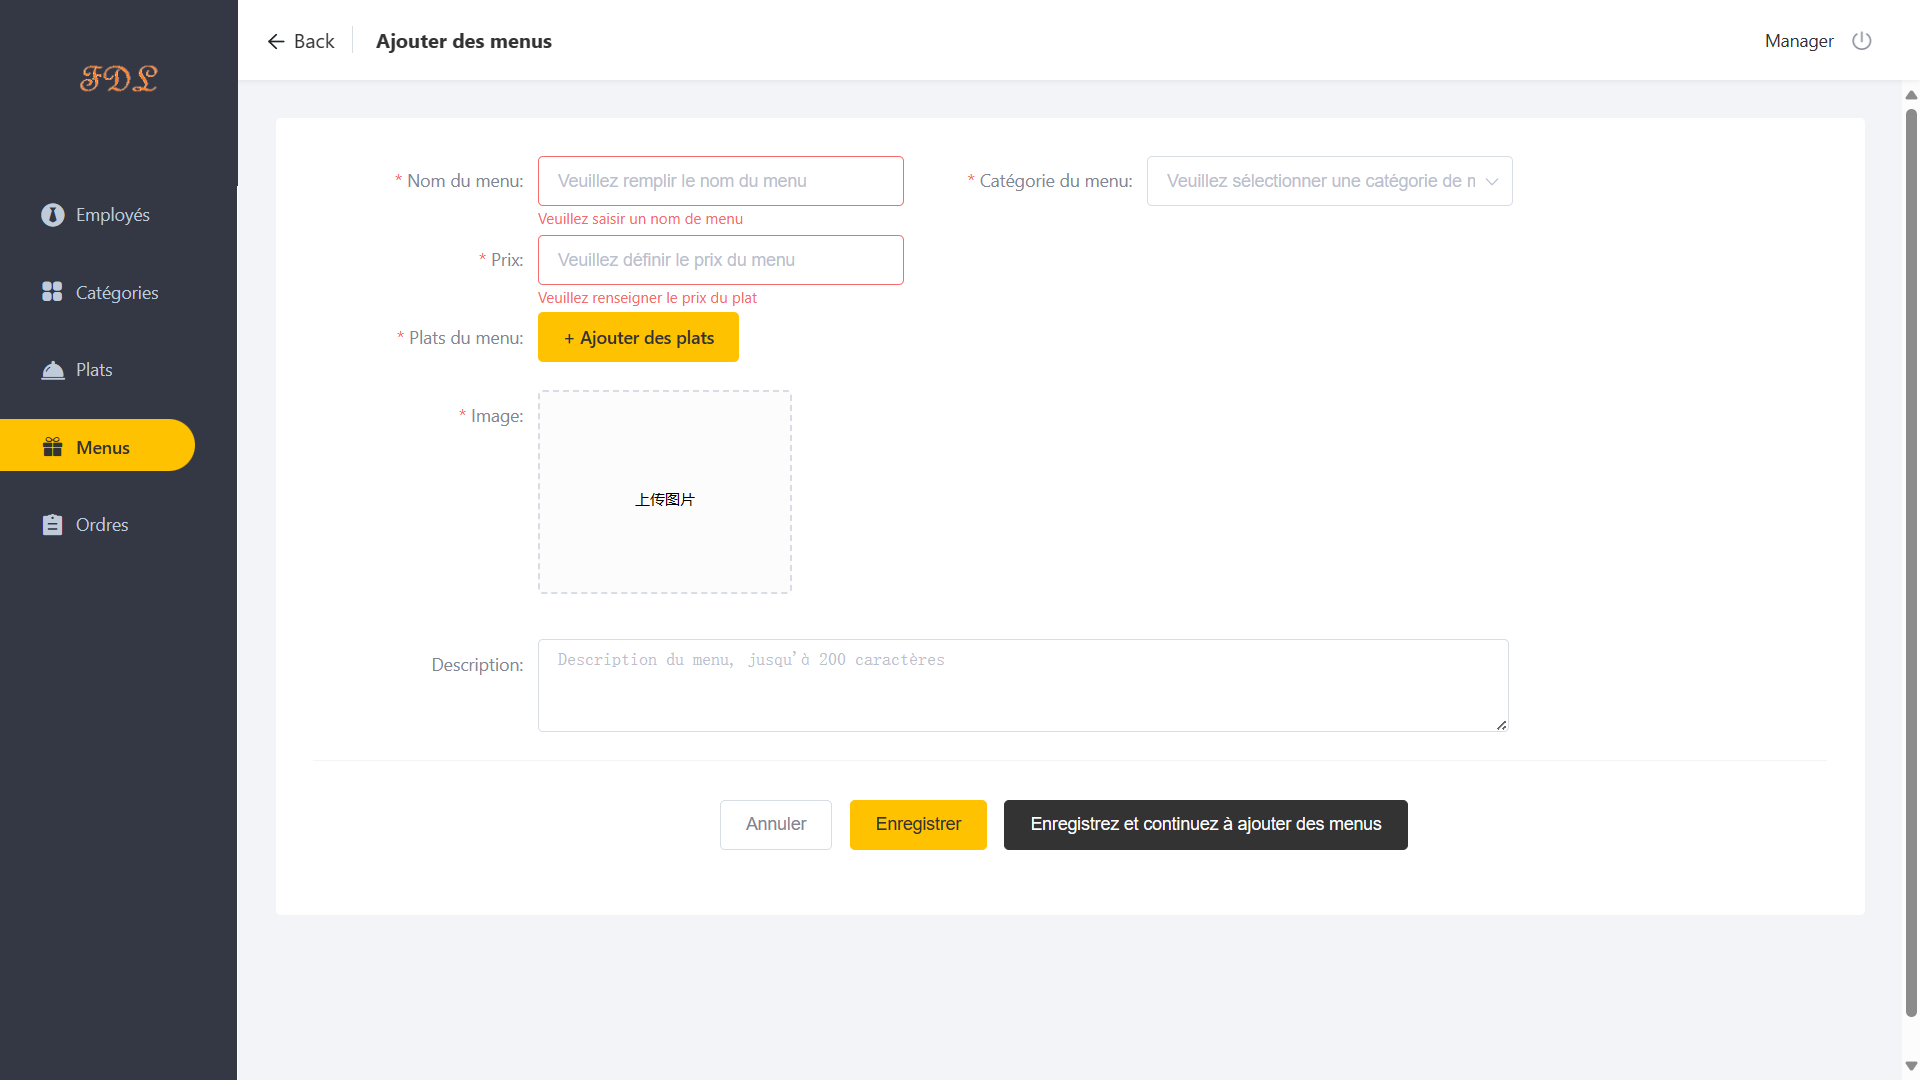 FDL
← Back
Ajouter des menus
Manager
Employés
Catégories
Plats
Menus
Ordres
* Nom du menu:
Veuillez remplir le nom du menu
Veuillez saisir un nom de menu
* Catégorie du menu:
Veuillez sélectionner une catégorie de m
* Prix:
Veuillez définir le prix du menu
Veuillez renseigner le prix du plat
* Plats du menu:
+ Ajouter des plats
* Image:
上传图片
Description:
Description du menu, jusqu'à 200 caractères
Annuler
Enregistrer
Enregistrez et continuez à ajouter des menus